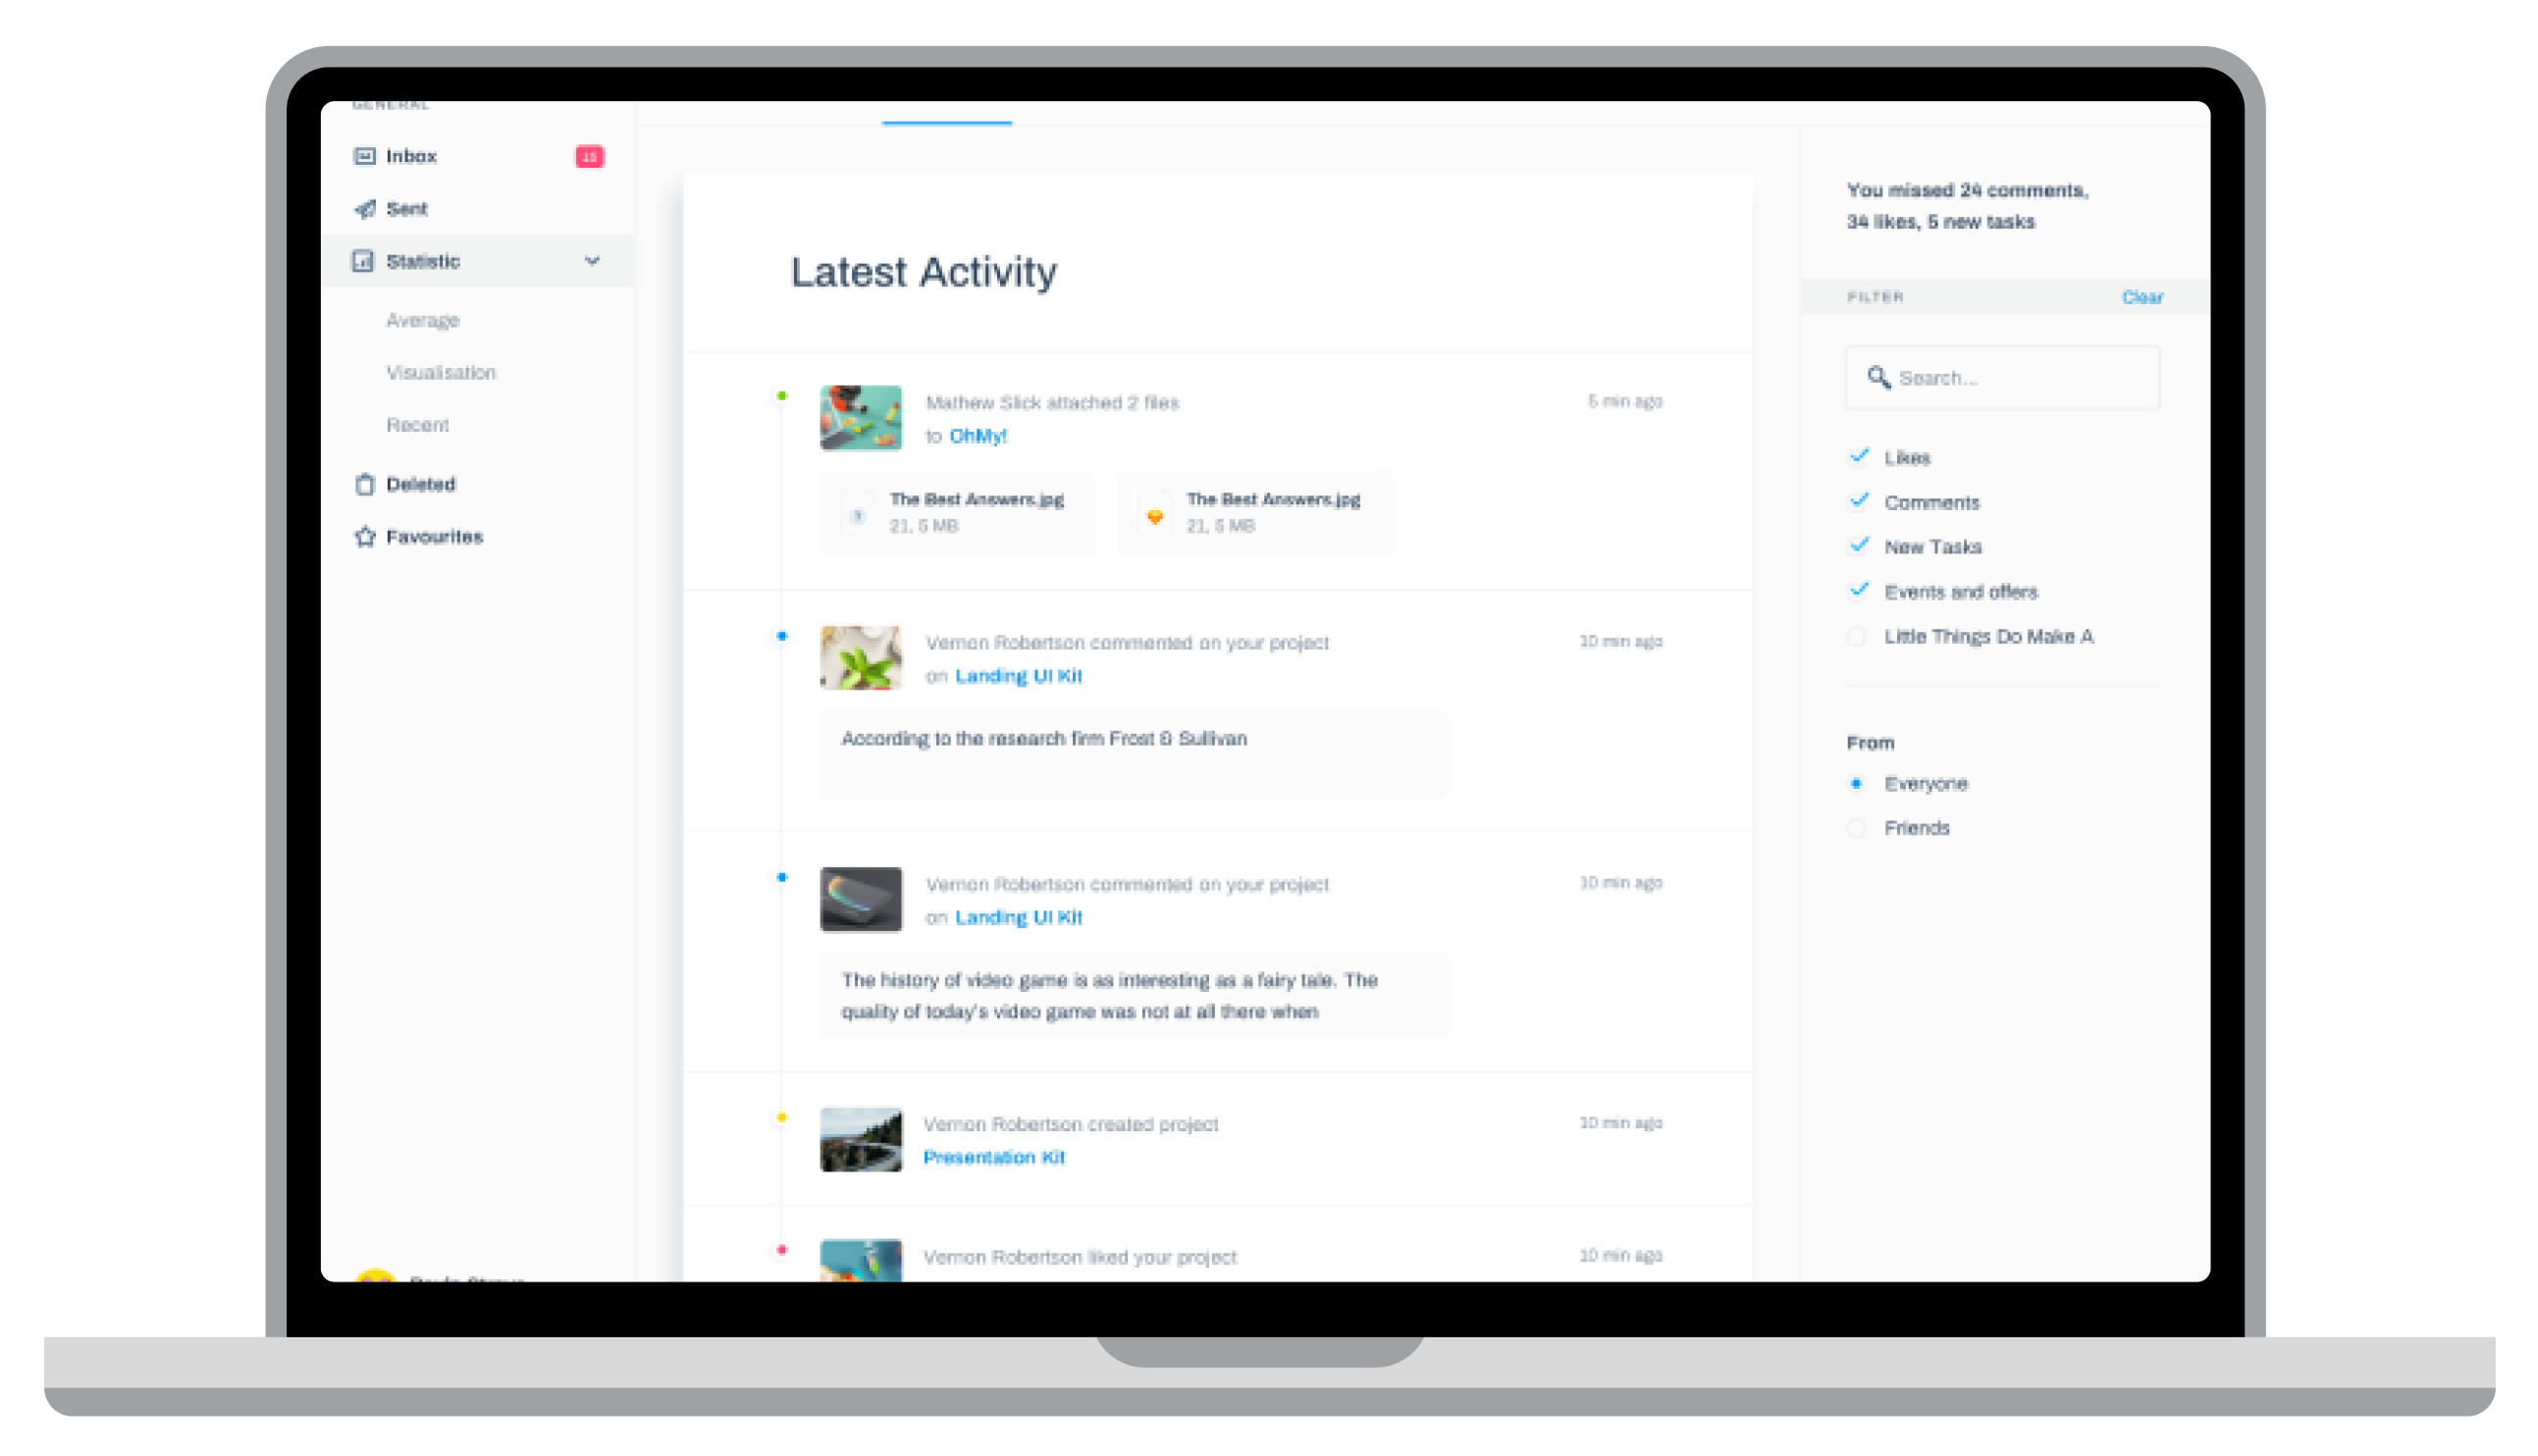 GENERAL
Inbox
15
Sent
Statistic
Average
Visualisation
Recent
Deleted
Favourites
Latest Activity
Mathew Slick attached 2 files
5 min ago
to OhMy!
The Best Answers.jpg
21, 5 MB
The Best Answers.jpg
21, 5 MB
Vernon Robertson commented on your project
10 min ago
on Landing UI Kit
According to the research firm Frost & Sullivan
Vernon Robertson commented on your project
10 min ago
on Landing UI Kit
The history of video game is as interesting as a fairy tale. The
quality of today's video game was not at all there when
Vernon Robertson created project
10 min ago
Presentation Kit
Vernon Robertson liked your project
10 min ago
You missed 24 comments,
34 likes, 5 new tasks
FILTER
Clear
Search...
Likes
Comments
New Tasks
Events and offers
Little Things Do Make A
From
Everyone
Friends